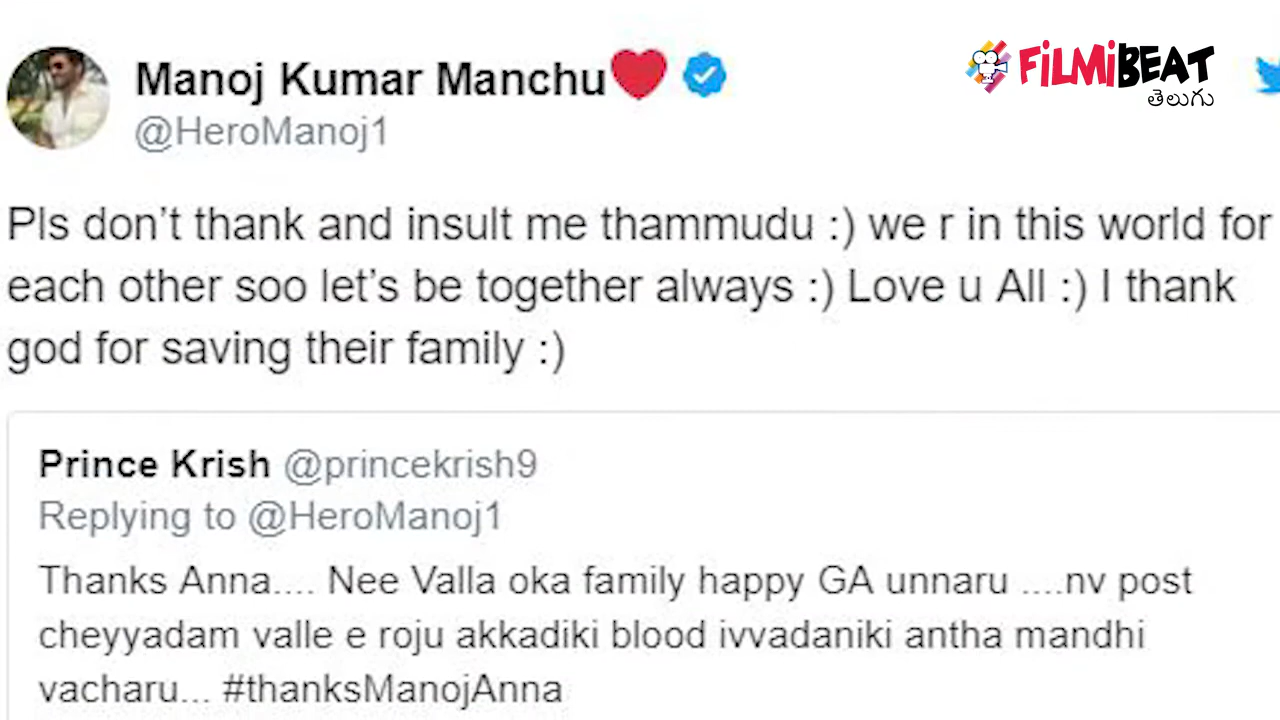 Manoj Kumar Manchu
FILMiBEAT
తెలుగు
@HeroManoj1
Pls don’t thank and insult me thammudu :) we r in this world for
each other soo let’s be together always :) Love u All :) I thank
god for saving their family :)
Prince Krish @princekrish9
Replying to @HeroManoj1
Thanks Anna.... Nee Valla oka family happy GA unnaru ....nv post
cheyyadam valle e roju akkadiki blood ivvadaniki antha mandhi
vacharu... #thanksManojAnna